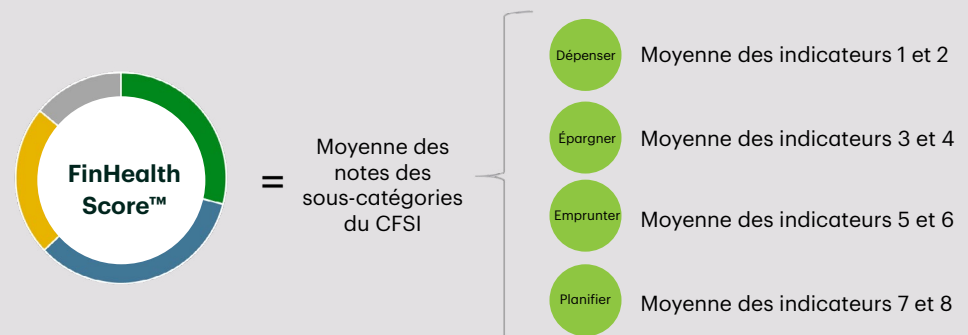 FinHealth
Score™
=
Moyenne des
notes des
sous-catégories
du CFSI
Dépenser
Moyenne des indicateurs 1 et 2
Épargner
Moyenne des indicateurs 3 et 4
Emprunter
Moyenne des indicateurs 5 et 6
Planifier
Moyenne des indicateurs 7 et 8